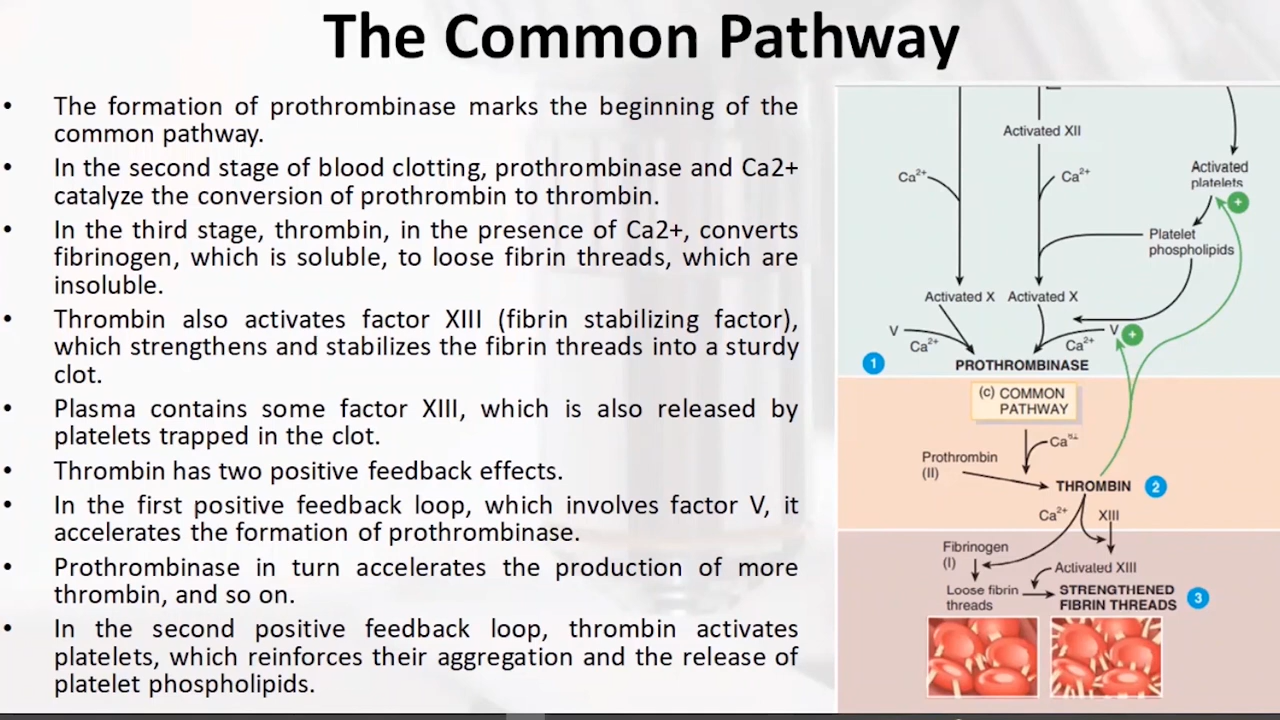 The Common Pathway
• The formation of prothrombinase marks the beginning of the
common pathway.
• In the second stage of blood clotting, prothrombinase and Ca2+
catalyze the conversion of prothrombin to thrombin.
• In the third stage, thrombin, in the presence of Ca2+, converts
fibrinogen, which is soluble, to loose fibrin threads, which are
insoluble.
• Thrombin also activates factor XIII (fibrin stabilizing factor),
which strengthens and stabilizes the fibrin threads into a sturdy
clot.
• Plasma contains some factor XIII, which is also released by
platelets trapped in the clot.
• Thrombin has two positive feedback effects.
• In the first positive feedback loop, which involves factor V, it
accelerates the formation of prothrombinase.
• Prothrombinase in turn accelerates the production of more
thrombin, and so on.
• In the second positive feedback loop, thrombin activates
platelets, which reinforces their aggregation and the release of
platelet phospholipids.
Activated XII
Ca²⁺
Ca²⁺
Activated
platelets
+
Platelet
phospholipids
Activated X
Activated X
V
Ca²⁺
Ca²⁺
V
+
1
PROTHROMBINASE
(c) COMMON
PATHWAY
Ca²⁺
Prothrombin
(II)
THROMBIN
2
Ca²⁺
XIII
Fibrinogen
(I)
Activated XIII
Loose fibrin
threads
STRENGTHENED
FIBRIN THREADS
3